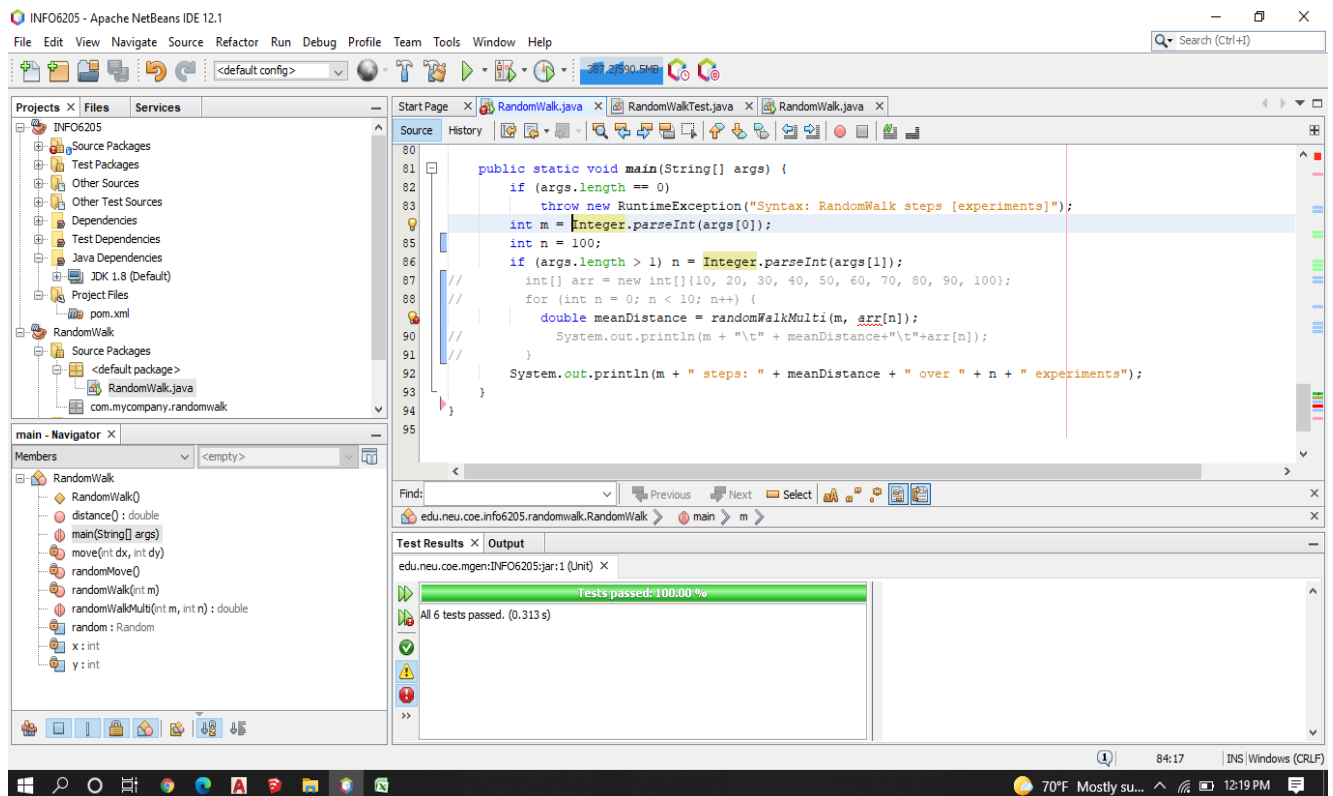 INFO6205 - Apache NetBeans IDE 12.1
File Edit View Navigate Source Refactor Run Debug Profile Team Tools Window Help
Search (Ctrl+I)
<default config>
387,2/590.5MB
Projects Files Services
INFO6205
Source Packages
Test Packages
Other Sources
Other Test Sources
Dependencies
Test Dependencies
Java Dependencies
JDK 1.8 (Default)
Project Files
pom.xml
RandomWalk
Source Packages
<default package>
RandomWalk.java
com.mycompany.randomwalk
main - Navigator
Members
<empty>
RandomWalk
RandomWalk()
distance() : double
main(String[] args)
move(int dx, int dy)
randomMove()
randomWalk(int m)
randomWalkMulti(int m, int n) : double
random : Random
x : int
y : int
Start Page RandomWalk.java RandomWalkTest.java RandomWalk.java
Source History
80
81 public static void main(String[] args) {
82 if (args.length == 0)
83 throw new RuntimeException("Syntax: RandomWalk steps [experiments]");
int m = Integer.parseInt(args[0]);
85 int n = 100;
86 if (args.length > 1) n = Integer.parseInt(args[1]);
87 // int[] arr = new int[]{10, 20, 30, 40, 50, 60, 70, 80, 90, 100};
88 // for (int n = 0; n < 10; n++) {
double meanDistance = randomWalkMulti(m, arr[n]);
90 // System.out.println(m + "\t" + meanDistance+"\t"+arr[n]);
91 // }
92 System.out.println(m + " steps: " + meanDistance + " over " + n + " experiments");
93 }
94 }
95
Find: Previous Next Select
edu.neu.coe.info6205.randomwalk.RandomWalk main m
Test Results Output
edu.neu.coe.mgen:INFO6205:jar:1 (Unit)
Tests passed: 100.00 %
All 6 tests passed. (0.313 s)
1 84:17 INS Windows (CRLF)
70°F Mostly su... 12:19 PM